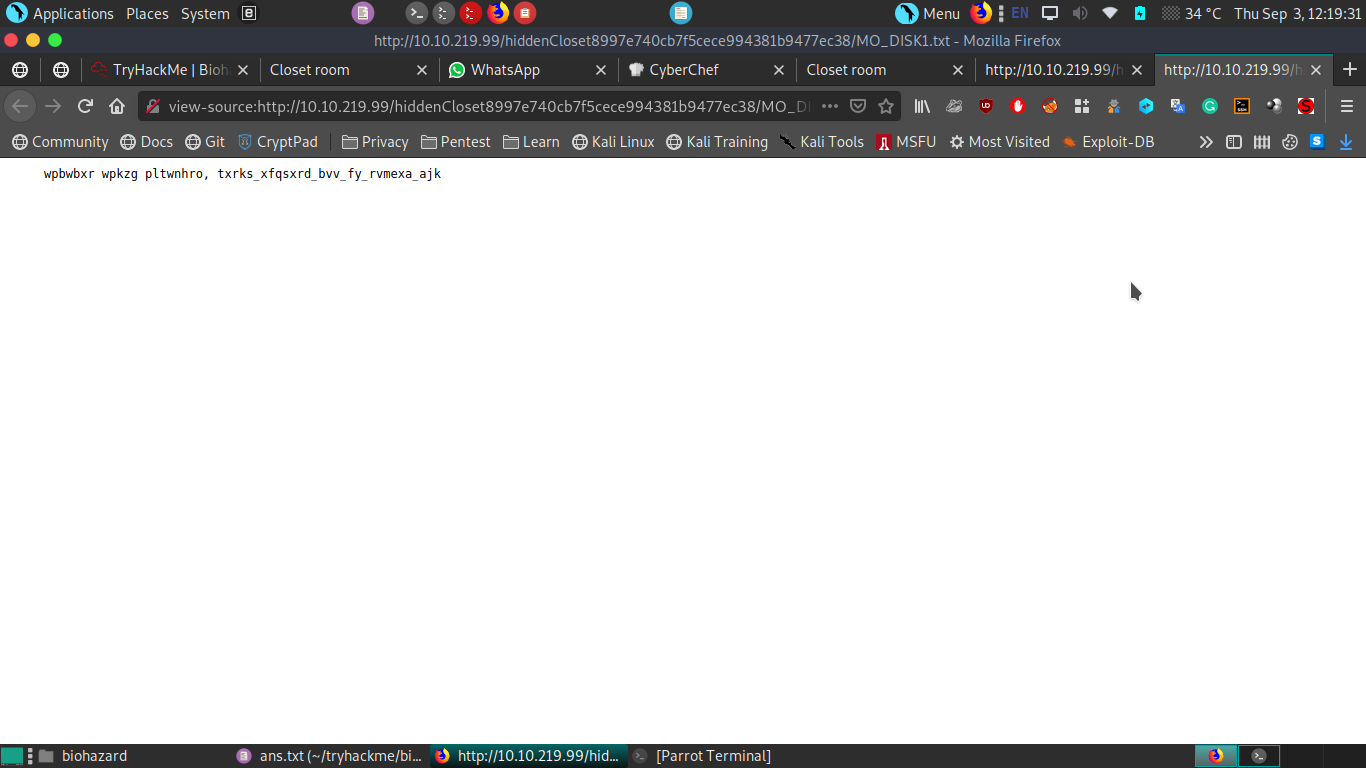 Applications Places System Menu EN 34 °C Thu Sep 3, 12:19:31
http://10.10.219.99/hiddenCloset8997e740cb7f5cece994381b9477ec38/MO_DISK1.txt - Mozilla Firefox
TryHackMe | Bioh Closet room WhatsApp CyberChef Closet room http://10.10.219.99/h http://10.10.219.99/h
view-source:http://10.10.219.99/hiddenCloset8997e740cb7f5cece994381b9477ec38/MO_DI
Community Docs Git CryptPad Privacy Pentest Learn Kali Linux Kali Training Kali Tools MSFU Most Visited Exploit-DB
wpbwbxr wpkzg pltwnhro, txrks_xfqsxrd_bvv_fy_rvmexa_ajk
biohazard ans.txt (~/tryhackme/bi... http://10.10.219.99/hid... [Parrot Terminal]